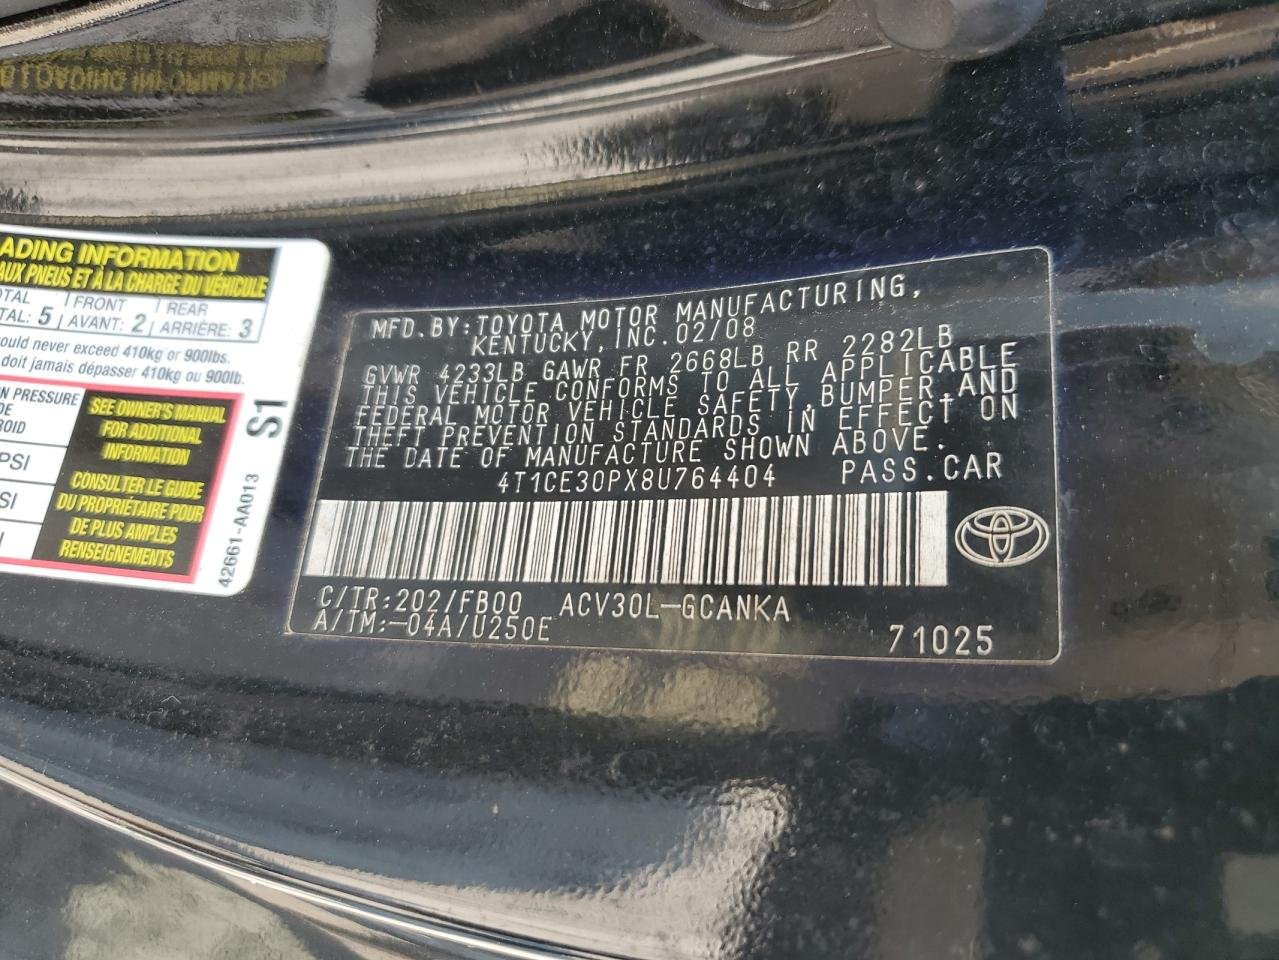 ADING INFORMATION
AUX PNEUS ET À LA CHARGE DU VÉHICULE
FRONT
REAR
5
AVANT: 2
ARRIÈRE: 3
ould never exceed 410kg or 900lbs.
doit jamais dépasser 410kg ou 900lb.
PRESSURE
PSI
SEE OWNER'S MANUAL
FOR ADDITIONAL
INFORMATION
CONSULTER LE GUIDE
DU PROPRIÉTAIRE POUR
DE PLUS AMPLES
RENSEIGNEMENTS
S1
42661-AA013
MFD.BY:TOYOTA MOTOR MANUFACTURING,
KENTUCKY,INC.02/08
GVWR 4233LB GAWR FR 2668LB RR 2282LB
THIS VEHICLE CONFORMS TO ALL APPLICABLE
FEDERAL MOTOR VEHICLE SAFETY,BUMPER,AND
THEFT PREVENTION STANDARDS IN EFFECT ON
THE DATE OF MANUFACTURE SHOWN ABOVE.
4T1CE30PX8U764404 PASS.CAR
C/TR:202/FB00 ACV30L-GCANKA
A/TM:-04A/U250E
71025